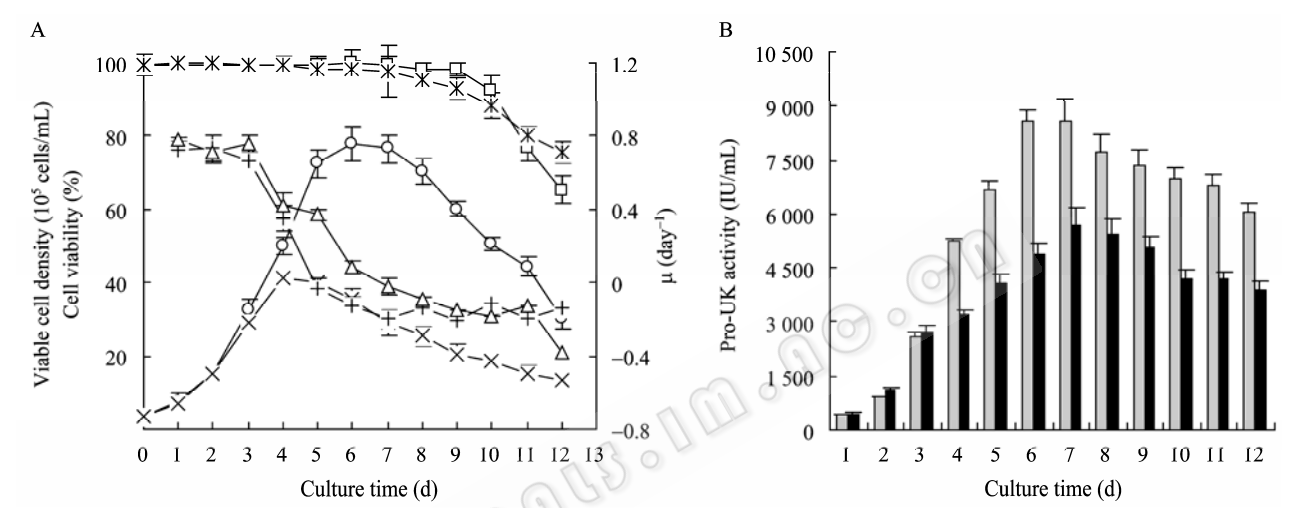 A
100
80
60
40
20
Viable cell density (10⁵ cells/mL)
Cell viability (%)
1.2
0.8
0.4
0
−0.4
−0.8
μ (day⁻¹)
0 1 2 3 4 5 6 7 8 9 10 11 12 13
Culture time (d)
B
10 500
9 000
7 500
6 000
4 500
3 000
1 500
0
Pro-UK activity (IU/mL)
1 2 3 4 5 6 7 8 9 10 11 12
Culture time (d)
als.im.ac.cn